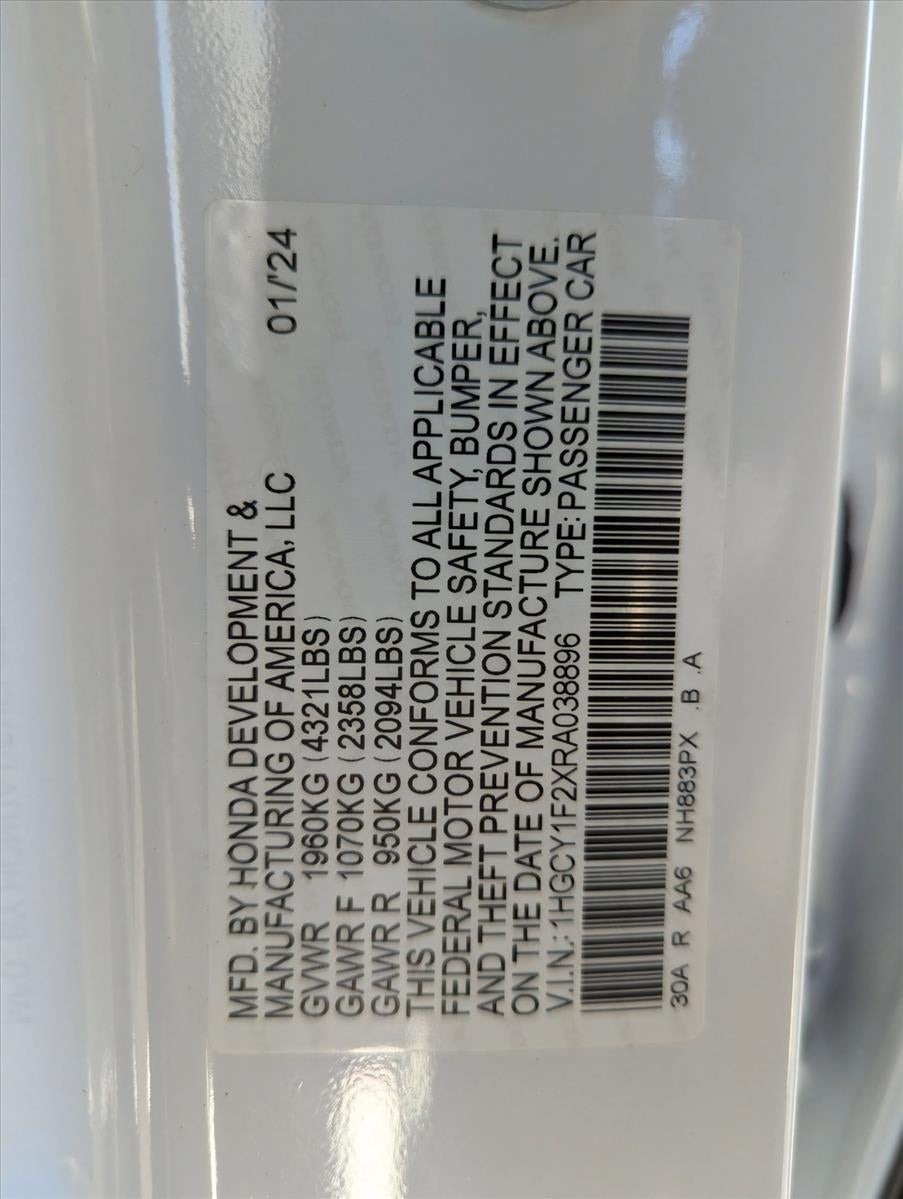 MFD. BY HONDA DEVELOPMENT &
MANUFACTURING OF AMERICA, LLC 01/'24
GVWR 1960KG (4321LBS)
GAWR F 1070KG (2358LBS)
GAWR R 950KG (2094LBS)
THIS VEHICLE CONFORMS TO ALL APPLICABLE
FEDERAL MOTOR VEHICLE SAFETY, BUMPER,
AND THEFT PREVENTION STANDARDS IN EFFECT
ON THE DATE OF MANUFACTURE SHOWN ABOVE.
V.I.N.: 1HGCY1F2XRA038896 TYPE: PASSENGER CAR
30A R AA6 NH883PX .B .A